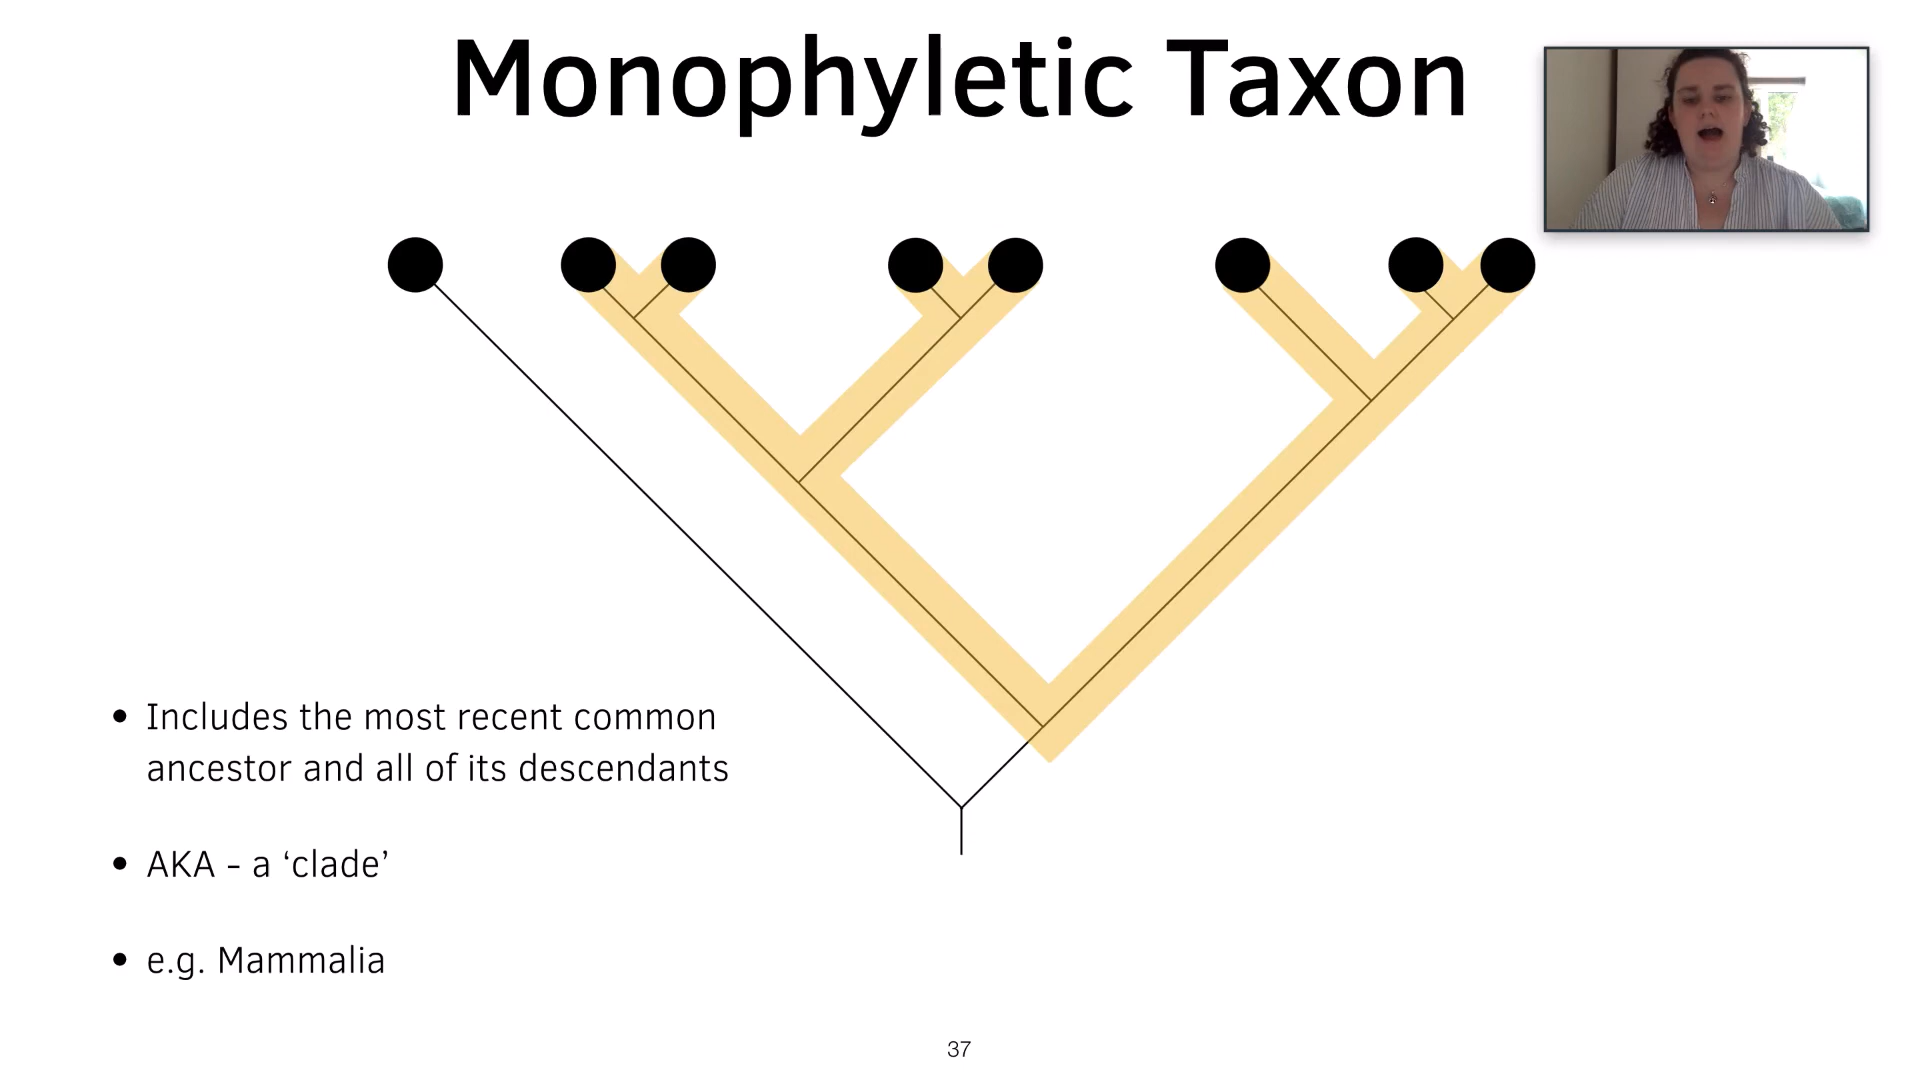 Monophyletic Taxon
• Includes the most recent common
ancestor and all of its descendants
• AKA - a ‘clade’
• e.g. Mammalia
37